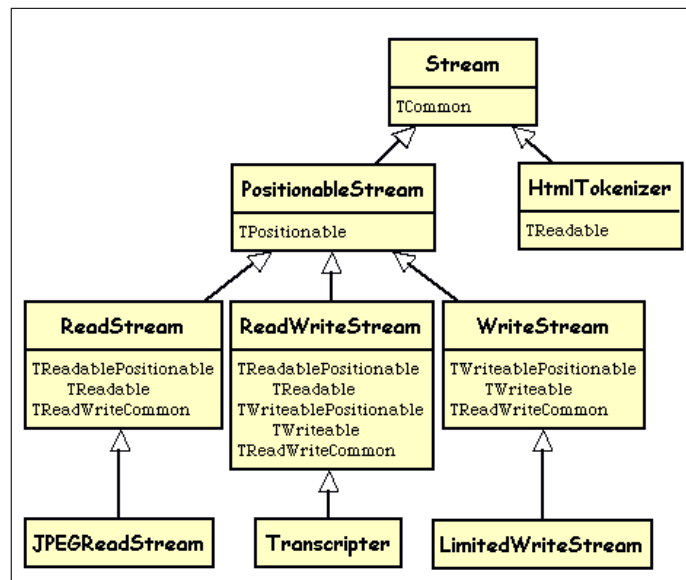 Stream
TCommon
PositionableStream
TPositionable
HtmlTokenizer
TReadable
ReadStream
TReadablePositionable
TReadable
TReadWriteCommon
ReadWriteStream
TReadablePositionable
TReadable
TWriteablePositionable
TWriteable
TReadWriteCommon
WriteStream
TWriteablePositionable
TWriteable
TReadWriteCommon
JPEGReadStream
Transcripter
LimitedWriteStream